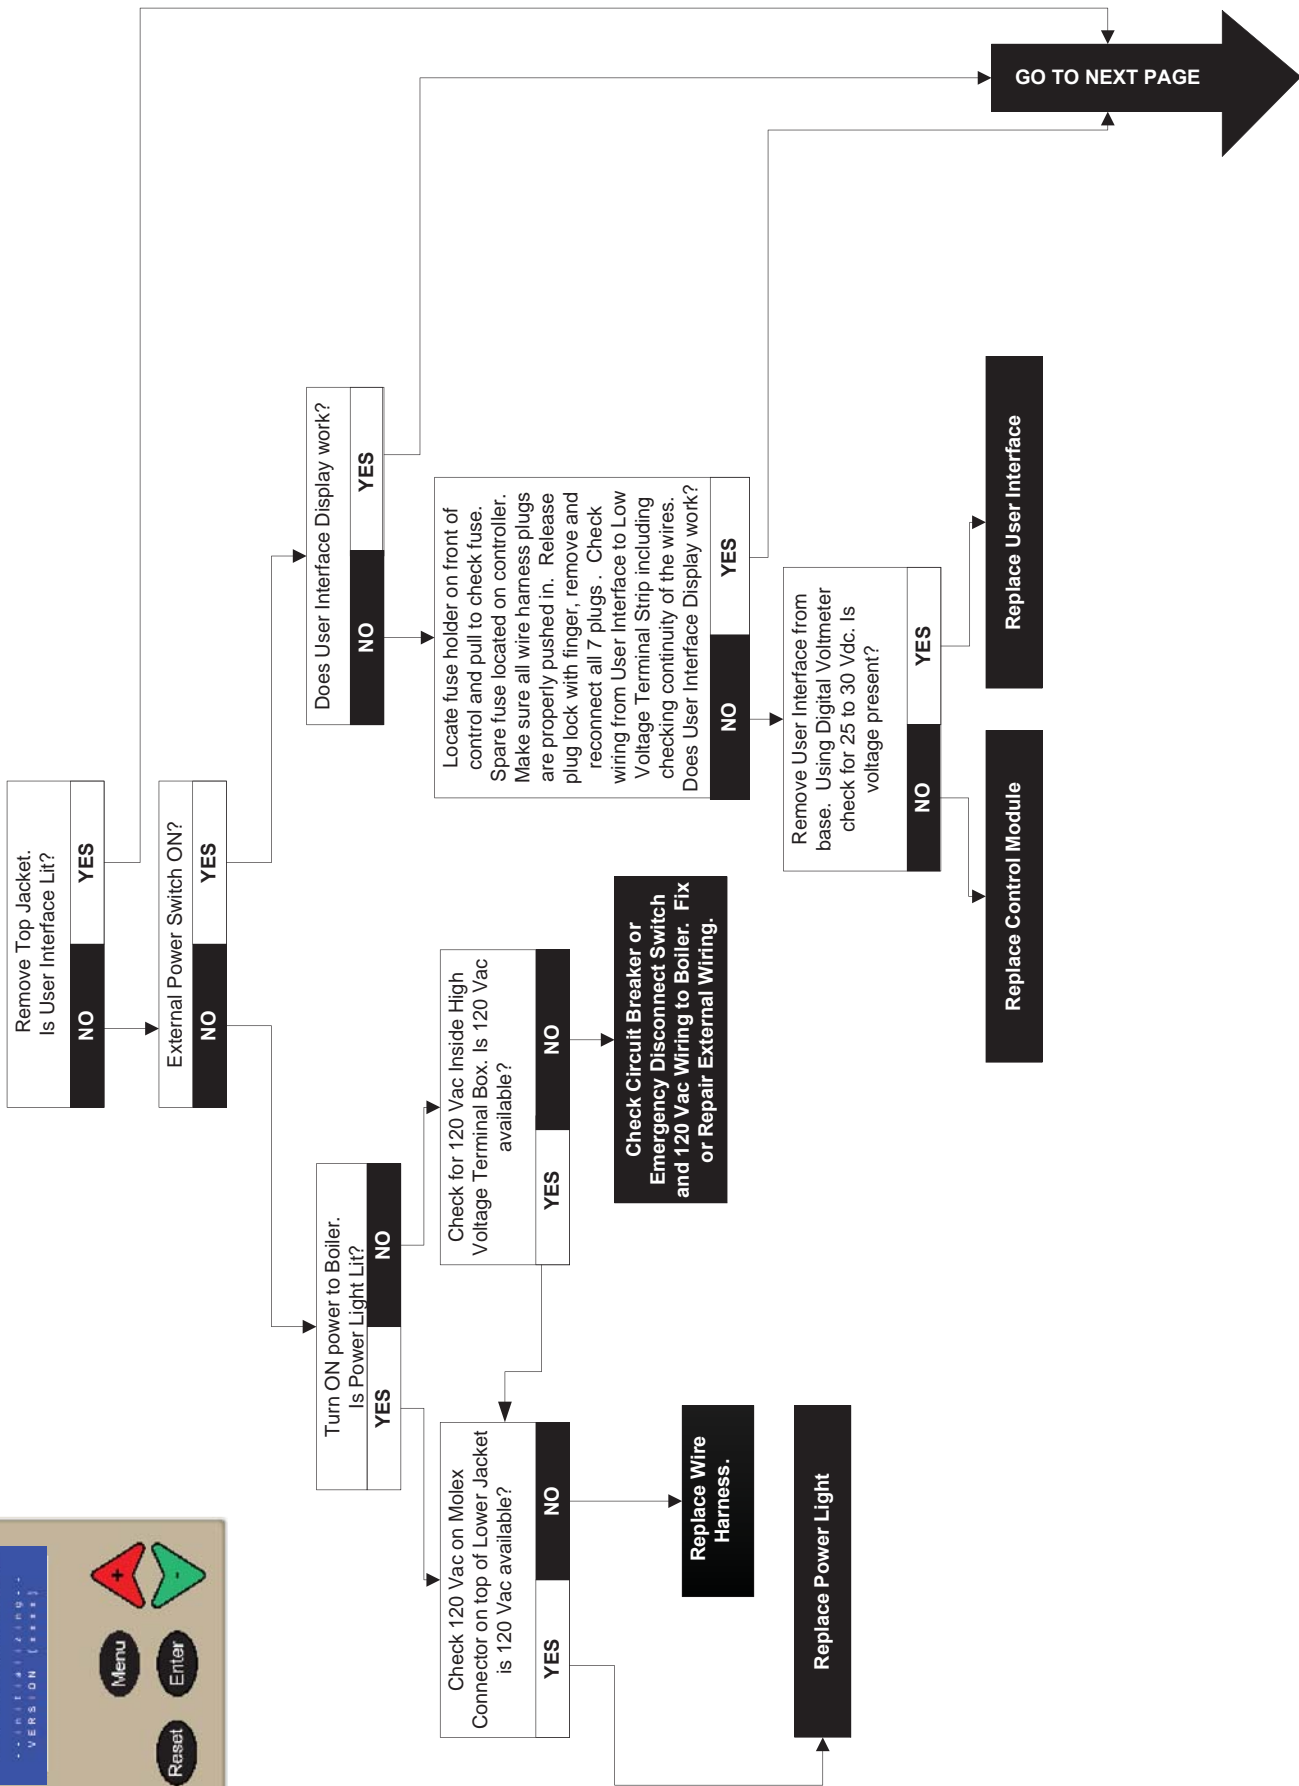 --initializing--
VERSION [xxxx]
Menu
Reset
Enter
+
-
Remove Top Jacket.
Is User Interface Lit?
NO
YES
External Power Switch ON?
NO
YES
Turn ON power to Boiler.
Is Power Light Lit?
YES
NO
Does User Interface Display work?
NO
YES
Check 120 Vac on Molex
Connector on top of Lower Jacket
is 120 Vac available?
YES
NO
Check for 120 Vac Inside High
Voltage Terminal Box. Is 120 Vac
available?
YES
NO
Locate fuse holder on front of
control and pull to check fuse.
Spare fuse located on controller.
Make sure all wire harness plugs
are properly pushed in. Release
plug lock with finger, remove and
reconnect all 7 plugs . Check
wiring from User Interface to Low
Voltage Terminal Strip including
checking continuity of the wires.
Does User Interface Display work?
NO
YES
Check Circuit Breaker or
Emergency Disconnect Switch
and 120 Vac Wiring to Boiler. Fix
or Repair External Wiring.
Replace Wire
Harness.
Remove User Interface from
base. Using Digital Voltmeter
check for 25 to 30 Vdc. Is
voltage present?
NO
YES
Replace Power Light
Replace Control Module
Replace User Interface
GO TO NEXT PAGE